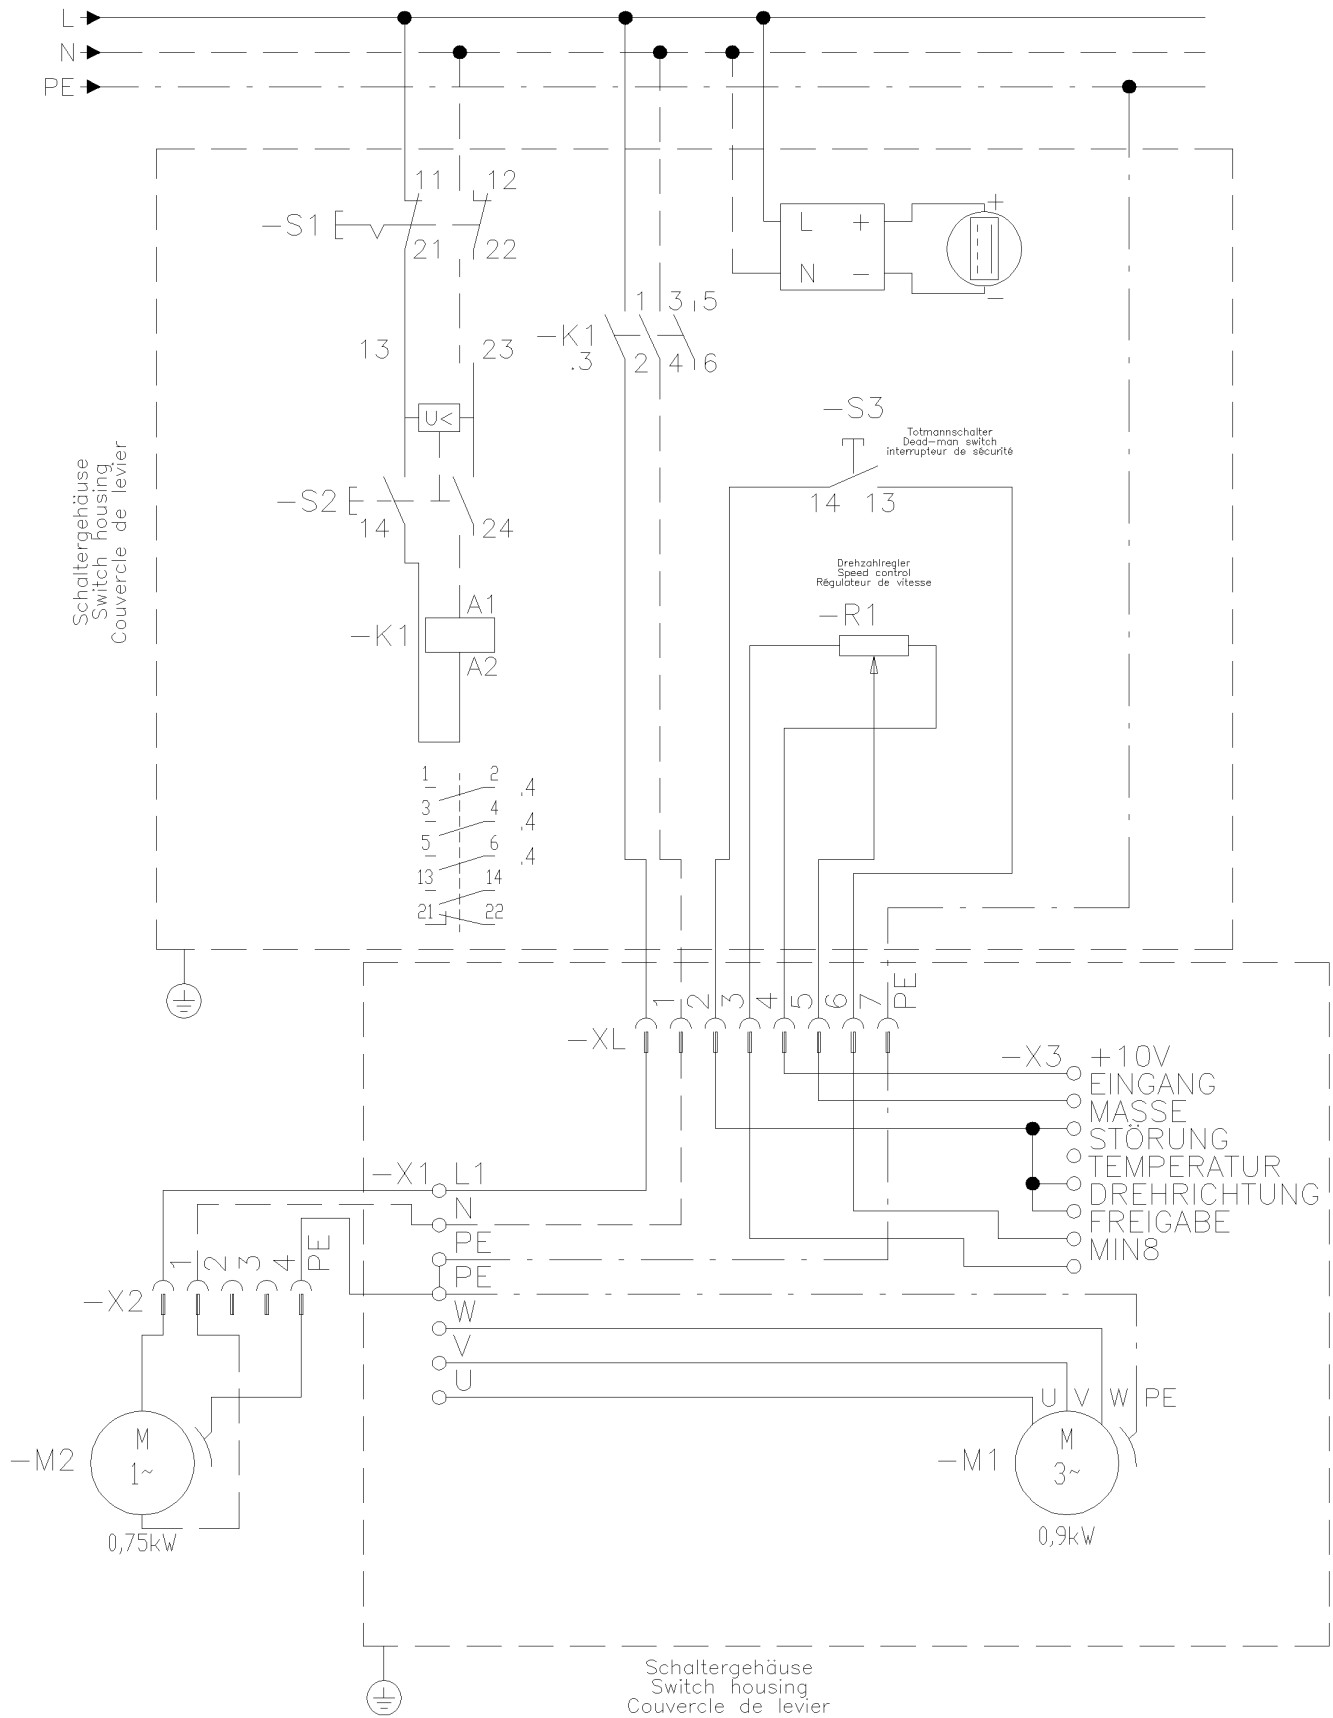 L
N
PE
11 12
-S1
21 22
L +
N -
+
-
1 3 5
-K1
.3 2 4 6
13 23
U<
-S3
Totmannschalter
Dead-man switch
interrupteur de sécurité
14 13
-S2
14 24
Schaltergehäuse
Switch housing
Couvercle de levier
Drehzahlregler
Speed control
Régulateur de vitesse
-R1
A1
-K1
A2
1 2 .4
3 4 .4
5 6 .4
13 14
21 22
1 2 3 4 5 6 7 PE
-XL
-X3 +10V
EINGANG
MASSE
STÖRUNG
TEMPERATUR
DREHRICHTUNG
FREIGABE
MIN8
-X1 L1
N
PE
PE
W
V
U
1 2 3 4 PE
-X2
U V W PE
-M2
M
1~
0,75kW
-M1
M
3~
0,9kW
Schaltergehäuse
Switch housing
Couvercle de levier